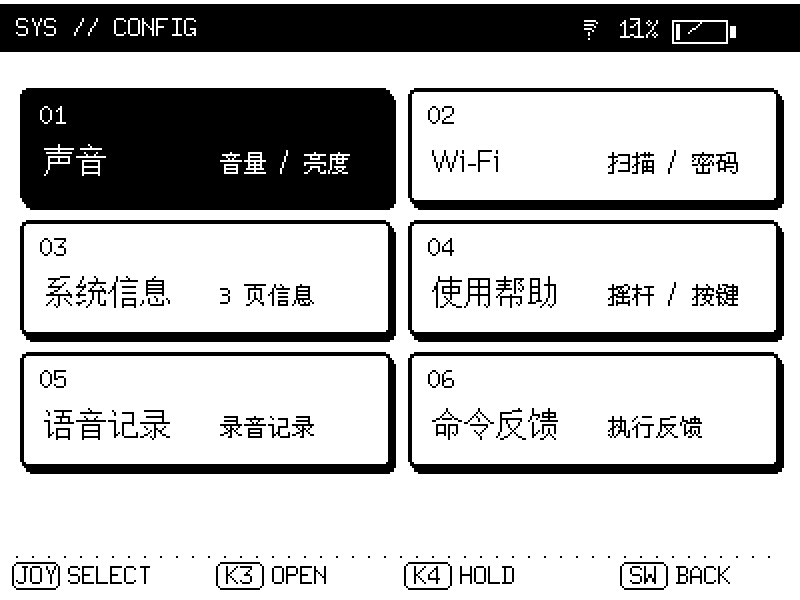 SYS // CONFIG 11%
01
声音 音量 / 亮度
02
Wi-Fi 扫描 / 密码
03
系统信息 3 页信息
04
使用帮助 摇杆 / 按键
05
语音记录 录音记录
06
命令反馈 执行反馈
JOY SELECT K3 OPEN K4 HOLD SW BACK